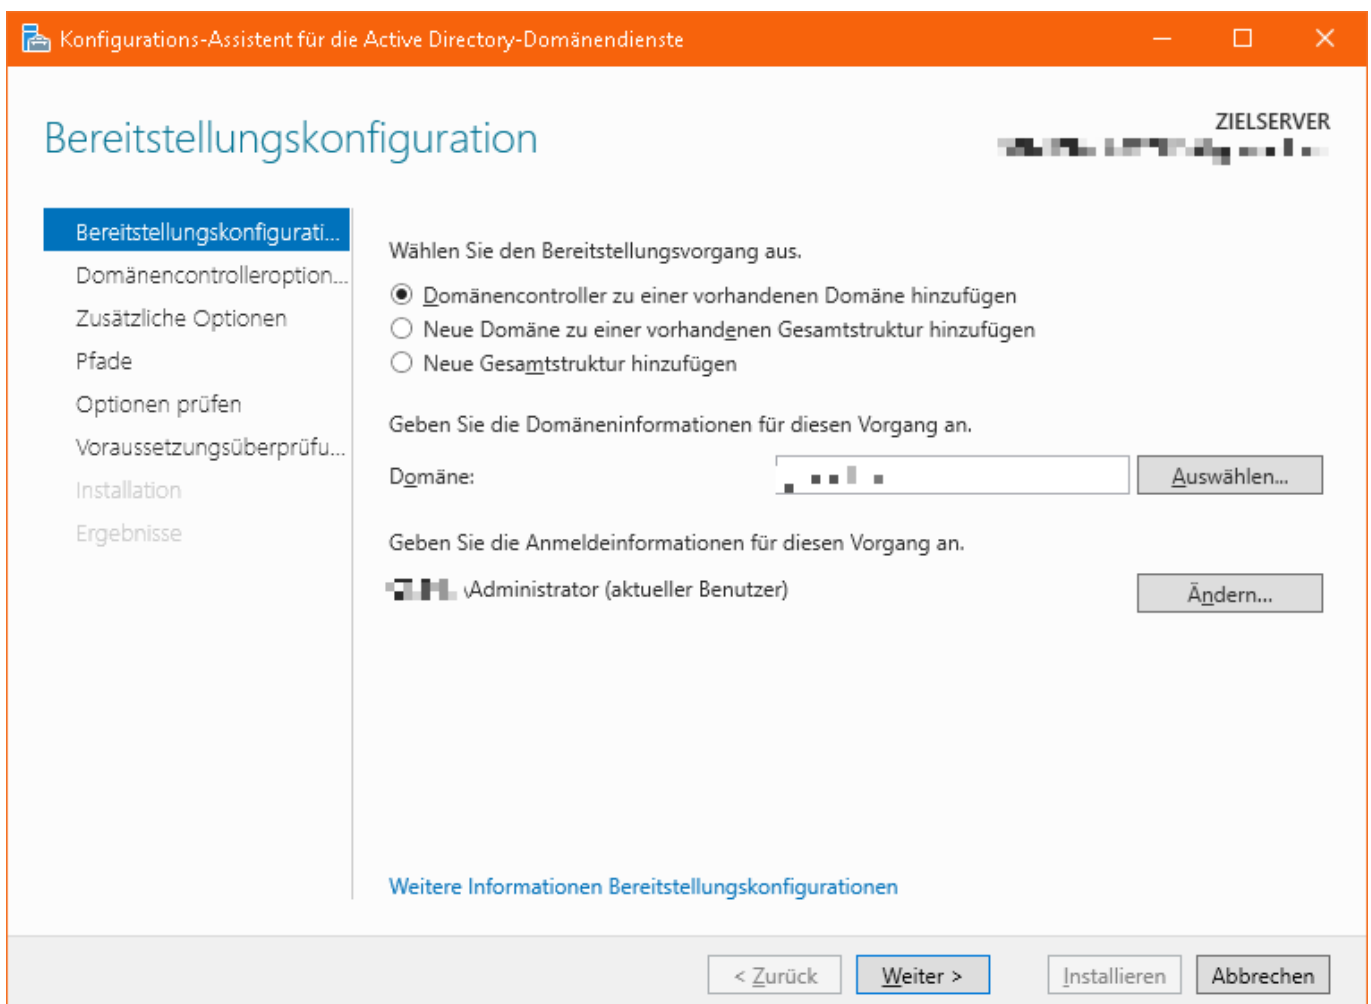 Konfigurations-Assistent für die Active Directory-Domänendienste
Bereitstellungskonfiguration
ZIELSERVER
Bereitstellungskonfigurati...
Domänencontrolleroption...
Zusätzliche Optionen
Pfade
Optionen prüfen
Voraussetzungsüberprüfu...
Installation
Ergebnisse
Wählen Sie den Bereitstellungsvorgang aus.
Domänencontroller zu einer vorhandenen Domäne hinzufügen
Neue Domäne zu einer vorhandenen Gesamtstruktur hinzufügen
Neue Gesamtstruktur hinzufügen
Geben Sie die Domäneninformationen für diesen Vorgang an.
Domäne:
Auswählen...
Geben Sie die Anmeldeinformationen für diesen Vorgang an.
\Administrator (aktueller Benutzer)
Ändern...
Weitere Informationen Bereitstellungskonfigurationen
< Zurück
Weiter >
Installieren
Abbrechen